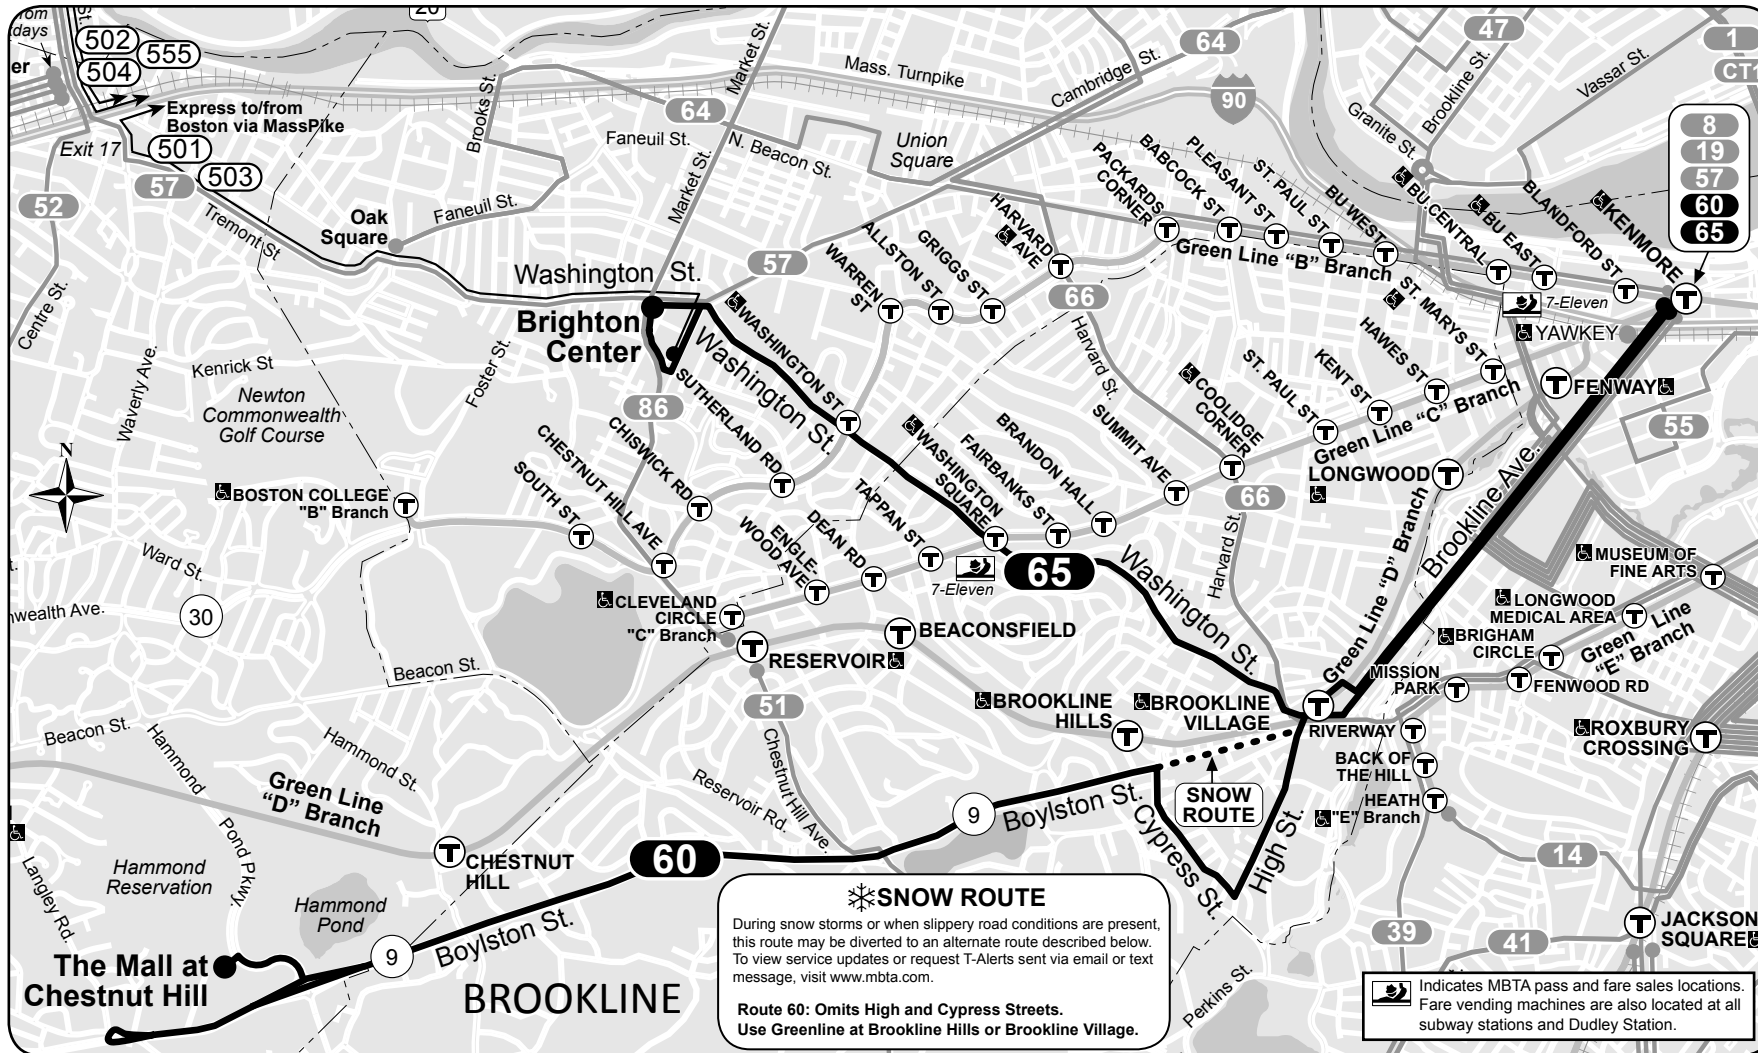 from
days
er
502
555
504
Express to/from
Boston via MassPike
Exit 17
501
503
57
52
Tremont St
Centre St.
Waverly Ave.
Oak
Square
Faneuil St.
Brooks St.
64
Faneuil St.
N. Beacon St.
Market St.
Market St.
Mass. Turnpike
Union
Square
Cambridge St.
64
90
47
Brookline St.
Vassar St.
Granite St.
1
CT1
8
19
57
60
65
PACKARDS
CORNER
BABCOCK ST
PLEASANT ST
ST. PAUL ST
BU WEST
BU CENTRAL
BU EAST
BLANDFORD ST
KENMORE
HARVARD
AVE
Green Line “B” Branch
GRIGGS ST
ALLSTON ST
WARREN
ST
57
Washington St.
Brighton
Center
WASHINGTON ST
Washington St.
SUTHERLAND RD
86
CHISWICK RD
CHESTNUT HILL AVE
SOUTH ST
Foster St.
Kenrick St
Newton
Commonwealth
Golf Course
N
BOSTON COLLEGE
"B" Branch
Ward St.
nwealth Ave.
t.
30
66
Harvard St.
7-Eleven
YAWKEY
ST. MARYS ST
HAWES ST
KENT ST
ST. PAUL ST
Green Line “C” Branch
FENWAY
55
COOLIDGE
CORNER
SUMMIT AVE
BRANDON HALL
FAIRBANKS ST
WASHINGTON
SQUARE
TAPPAN ST
DEAN RD
ENGLE-
WOOD AVE
CLEVELAND
CIRCLE
"C" Branch
7-Eleven
65
Washington St.
66
Harvard St.
LONGWOOD
Green Line “D” Branch
Brookline Ave.
MUSEUM OF
FINE ARTS
LONGWOOD
MEDICAL AREA
Green Line
“E” Branch
BRIGHAM
CIRCLE
FENWOOD RD
MISSION
PARK
RIVERWAY
ROXBURY
CROSSING
BACK OF
THE HILL
HEATH
"E" Branch
BEACONSFIELD
RESERVOIR
BROOKLINE
HILLS
BROOKLINE
VILLAGE
51
Chestnut Hill Ave.
Reservoir Rd.
Beacon St.
Beacon St.
Hammond St.
Hammond
Pond Pkwy.
Green Line
“D” Branch
CHESTNUT
HILL
Hammond
Reservation
Hammond
Pond
Langley Rd.
The Mall at
Chestnut Hill
9
Boylston St.
60
9
Boylston St.
SNOW
ROUTE
Cypress St.
High St.
BROOKLINE
SNOW ROUTE
During snow storms or when slippery road conditions are present,
this route may be diverted to an alternate route described below.
To view service updates or request T-Alerts sent via email or text
message, visit www.mbta.com.
Route 60: Omits High and Cypress Streets.
Use Greenline at Brookline Hills or Brookline Village.
Perkins St.
14
39
41
JACKSON
SQUARE
Indicates MBTA pass and fare sales locations.
Fare vending machines are also located at all
subway stations and Dudley Station.